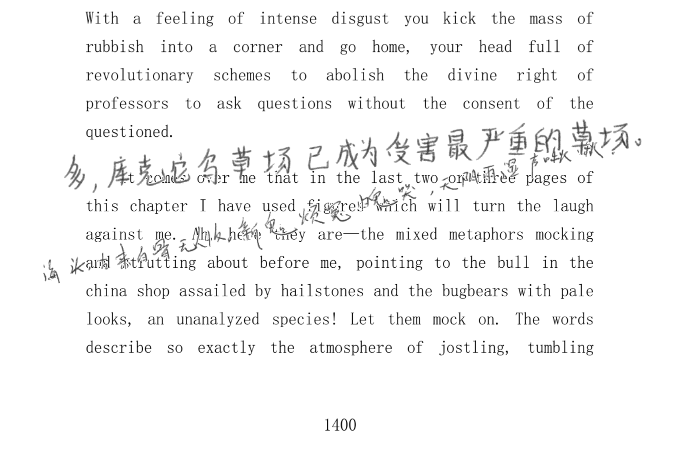 With a feeling of intense disgust you kick the mass of
rubbish into a corner and go home, your head full of
revolutionary schemes to abolish the divine right of
professors to ask questions without the consent of the
questioned.
多，库克它乌草场已成为受害最严重的草场。
It comes over me that in the last two or three pages of
this chapter I have used figures which will turn the laugh
against me. Ah, here they are—the mixed metaphors mocking
新鬼烦冤旧鬼哭，天阴雨湿声啾啾
and strutting about before me, pointing to the bull in the
china shop assailed by hailstones and the bugbears with pale
looks, an unanalyzed species! Let them mock on. The words
describe so exactly the atmosphere of jostling, tumbling
1400